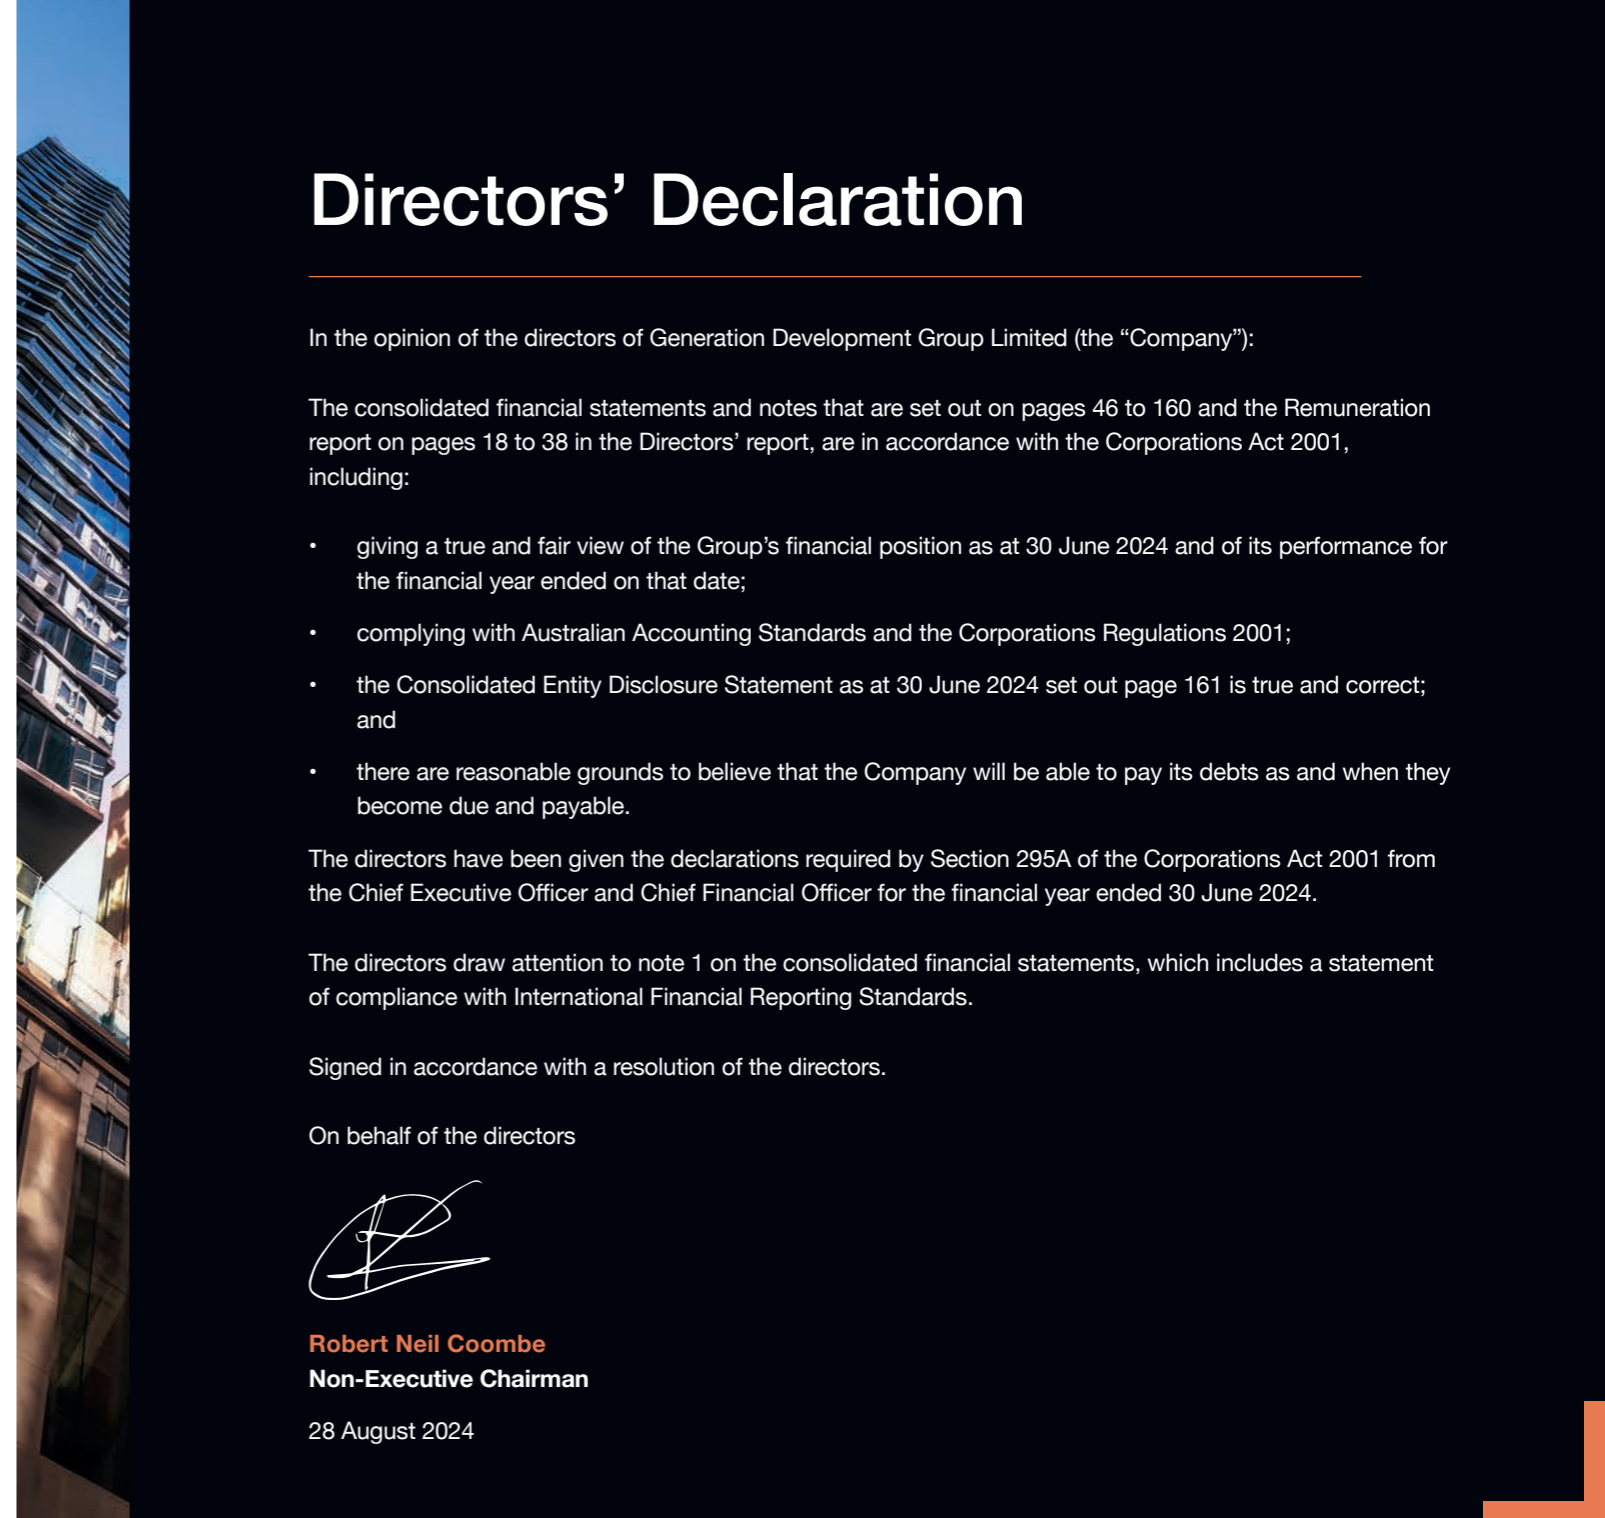 Directors’ Declaration
In the opinion of the directors of Generation Development Group Limited (the “Company”):
The consolidated financial statements and notes that are set out on pages 46 to 160 and the Remuneration
report on pages 18 to 38 in the Directors’ report, are in accordance with the Corporations Act 2001,
including:
• giving a true and fair view of the Group’s financial position as at 30 June 2024 and of its performance for
the financial year ended on that date;
• complying with Australian Accounting Standards and the Corporations Regulations 2001;
• the Consolidated Entity Disclosure Statement as at 30 June 2024 set out page 161 is true and correct;
and
• there are reasonable grounds to believe that the Company will be able to pay its debts as and when they
become due and payable.
The directors have been given the declarations required by Section 295A of the Corporations Act 2001 from
the Chief Executive Officer and Chief Financial Officer for the financial year ended 30 June 2024.
The directors draw attention to note 1 on the consolidated financial statements, which includes a statement
of compliance with International Financial Reporting Standards.
Signed in accordance with a resolution of the directors.
On behalf of the directors
Robert Neil Coombe
Non-Executive Chairman
28 August 2024